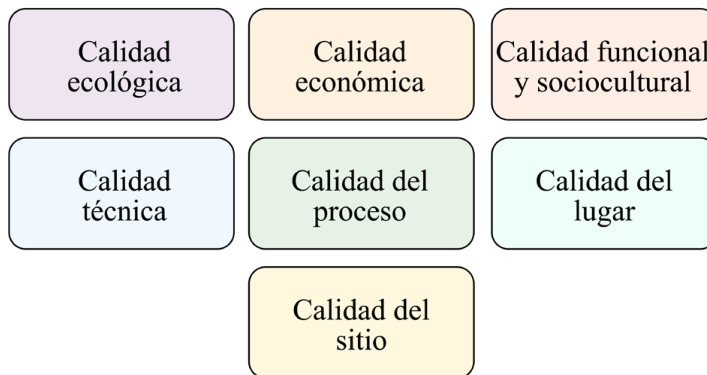 Calidad
ecológica
Calidad
económica
Calidad funcional
y sociocultural
Calidad
técnica
Calidad del
proceso
Calidad del
lugar
Calidad del
sitio